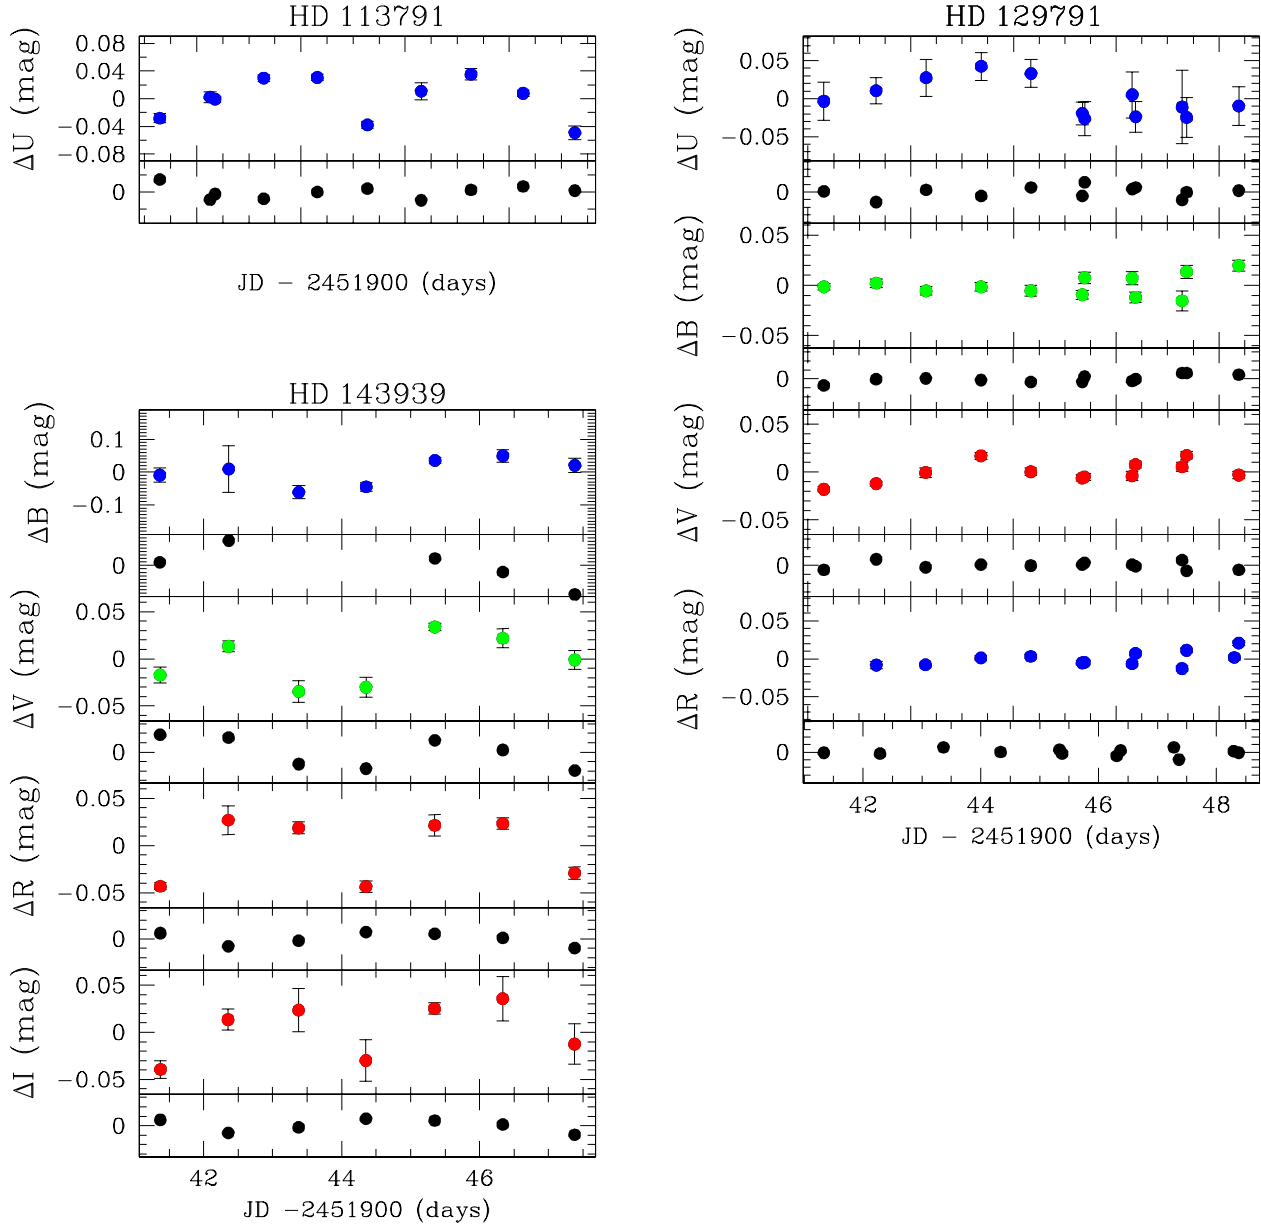 HD 113791
ΔU (mag)
0.08
0.04
0
−0.04
−0.08
0
JD − 2451900 (days)
HD 143939
ΔB (mag)
0.1
0
−0.1
0
ΔV (mag)
0.05
0
−0.05
0
ΔR (mag)
0.05
0
−0.05
0
ΔI (mag)
0.05
0
−0.05
0
42 44 46
JD −2451900 (days)
HD 129791
ΔU (mag)
0.05
0
−0.05
0
ΔB (mag)
0.05
0
−0.05
0
ΔV (mag)
0.05
0
−0.05
0
ΔR (mag)
0.05
0
−0.05
0
42 44 46 48
JD − 2451900 (days)